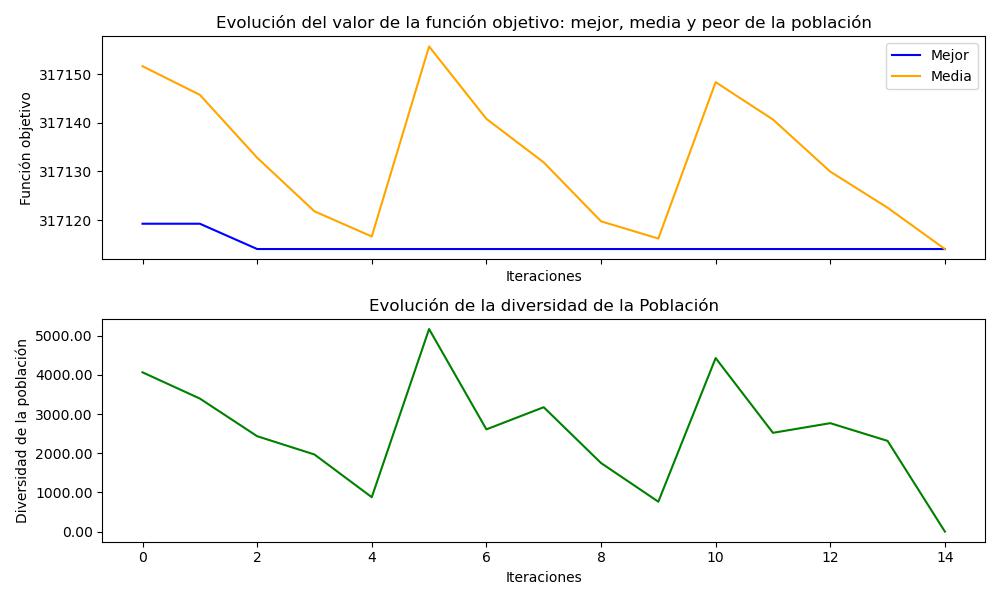 Evolución del valor de la función objetivo: mejor, media y peor de la población
317150
317140
317130
317120
Función objetivo
Mejor
Media
Iteraciones
Evolución de la diversidad de la Población
5000.00
4000.00
3000.00
2000.00
1000.00
0.00
Diversidad de la población
0 2 4 6 8 10 12 14
Iteraciones